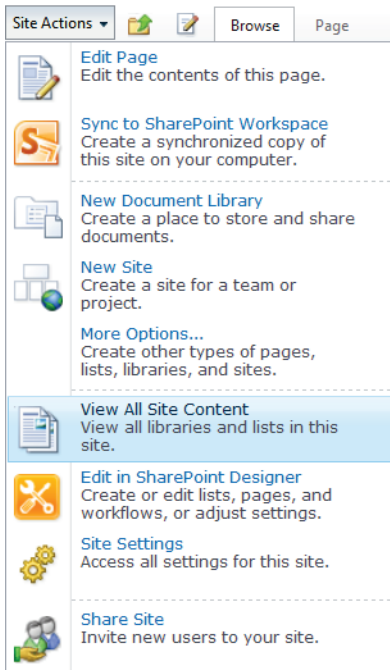 Site Actions Browse Page
Edit Page
Edit the contents of this page.
Sync to SharePoint Workspace
Create a synchronized copy of
this site on your computer.
New Document Library
Create a place to store and share
documents.
New Site
Create a site for a team or
project.
More Options...
Create other types of pages,
lists, libraries, and sites.
View All Site Content
View all libraries and lists in this
site.
Edit in SharePoint Designer
Create or edit lists, pages, and
workflows, or adjust settings.
Site Settings
Access all settings for this site.
Share Site
Invite new users to your site.